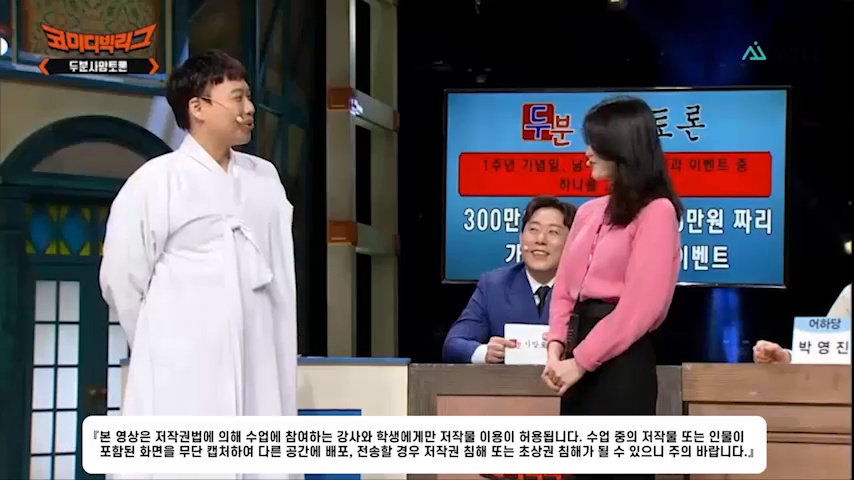 코미디빅리그
두분사망토론
두분 토론
1주년 기념일, 이벤트 중
하나를
300만 만원 짜리
이벤트
사망토
어하당
박영진
『본 영상은 저작권법에 의해 수업에 참여하는 강사와 학생에게만 저작물 이용이 허용됩니다. 수업 중의 저작물 또는 인물이
포함된 화면을 무단 캡처하여 다른 공간에 배포, 전송할 경우 저작권 침해 또는 초상권 침해가 될 수 있으니 주의 바랍니다.』